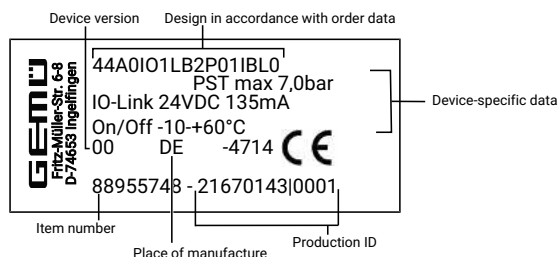 Device version
Design in accordance with order data
GEMÜ
Fritz-Müller-Str. 6-8
D-74653 Ingelfingen
44A0IO1LB2P01IBL0
PST max 7,0bar
IO-Link 24VDC 135mA
On/Off -10-+60°C
00 DE -4714 CE
88955748 - 21670143|0001
Device-specific data
Item number
Place of manufacture
Production ID